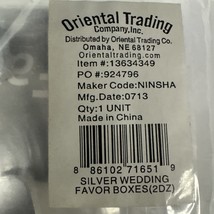 Oriental Trading
Company,Inc.
Distributed by Oriental Trading Co.
Omaha, NE 68127
Orientaltrading.com
Item #:13634349
PO #:924796
Maker Code:NINSHA
Mfg.Date:0713
Qty:1 UNIT
Made in China
8 86102 71651 9
SILVER WEDDING
FAVOR BOXES(2DZ)